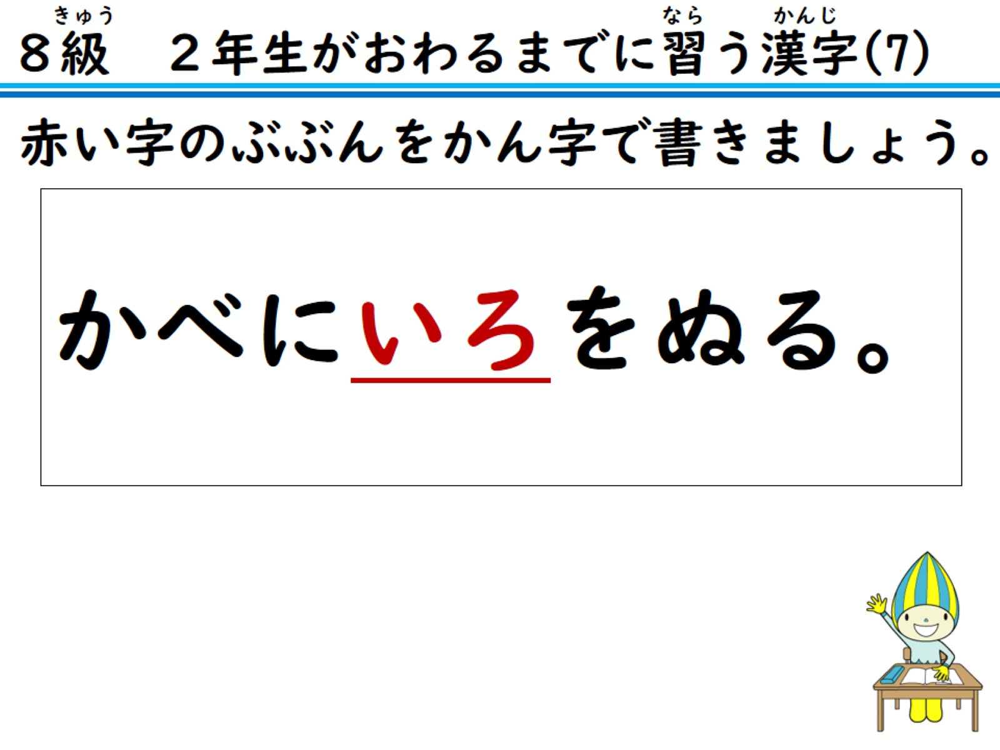 きゅう なら かんじ
８級　２年生がおわるまでに習う漢字(7)
赤い字のぶぶんをかん字で書きましょう。
かべにいろをぬる。